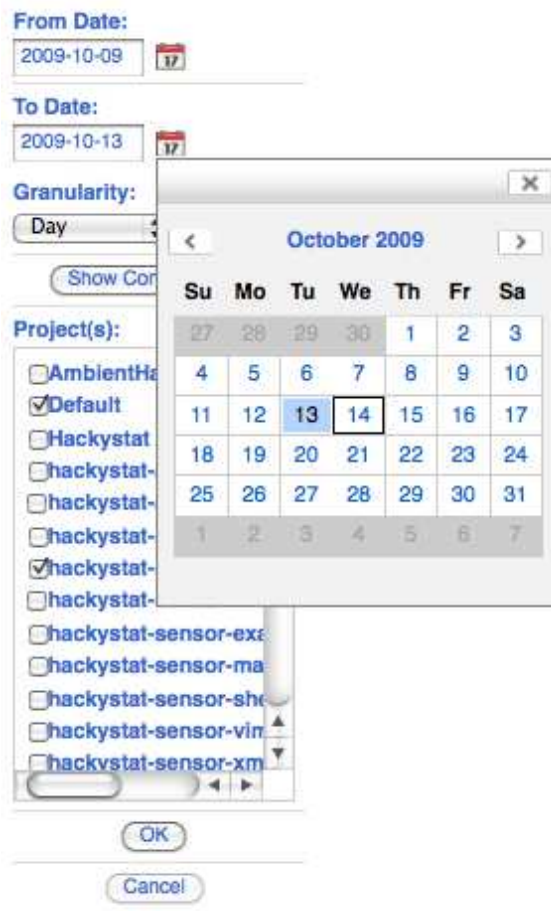 From Date:
2009-10-09
17
To Date:
2009-10-13
17
Granularity:
Day
Show Con
Project(s):
AmbientHa
Default
Hackystat
hackystat-
hackystat-
hackystat-
hackystat-
hackystat-
hackystat-sensor-exa
hackystat-sensor-ma
hackystat-sensor-she
hackystat-sensor-vim
hackystat-sensor-xm
OK
Cancel
October 2009
Su Mo Tu We Th Fr Sa
27 28 29 30 1 2 3
4 5 6 7 8 9 10
11 12 13 14 15 16 17
18 19 20 21 22 23 24
25 26 27 28 29 30 31
1 2 3 4 5 6 7